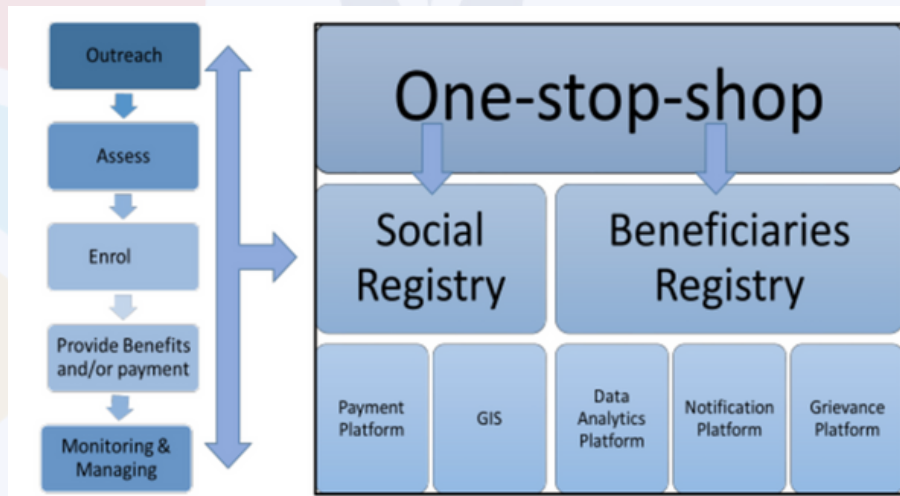 Outreach
Assess
Enrol
Provide Benefits
and/or payment
Monitoring &
Managing
One-stop-shop
Social
Registry
Beneficiaries
Registry
Payment
Platform
GIS
Data
Analytics
Platform
Notification
Platform
Grievance
Platform